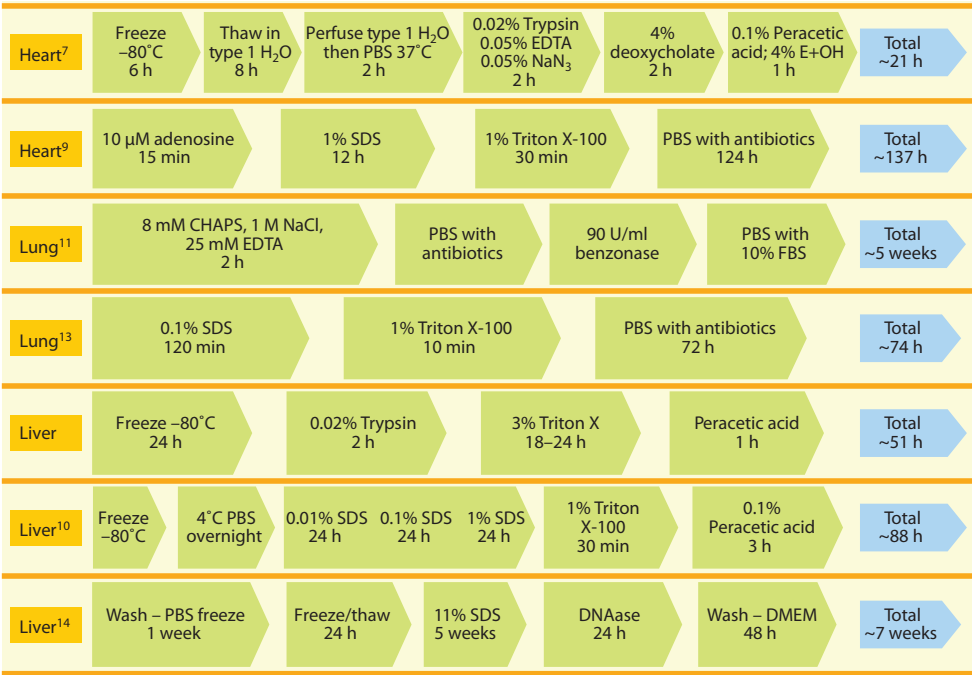 Heart⁷
Freeze
–80˚C
6 h
Thaw in
type 1 H₂O
8 h
Perfuse type 1 H₂O
then PBS 37˚C
2 h
0.02% Trypsin
0.05% EDTA
0.05% NaN₃
2 h
4%
deoxycholate
2 h
0.1% Peracetic
acid; 4% E+OH
1 h
Total
~21 h
Heart⁹
10 µM adenosine
15 min
1% SDS
12 h
1% Triton X-100
30 min
PBS with antibiotics
124 h
Total
~137 h
Lung¹¹
8 mM CHAPS, 1 M NaCl,
25 mM EDTA
2 h
PBS with
antibiotics
90 U/ml
benzonase
PBS with
10% FBS
Total
~5 weeks
Lung¹³
0.1% SDS
120 min
1% Triton X-100
10 min
PBS with antibiotics
72 h
Total
~74 h
Liver
Freeze –80˚C
24 h
0.02% Trypsin
2 h
3% Triton X
18–24 h
Peracetic acid
1 h
Total
~51 h
Liver¹⁰
Freeze
–80˚C
4˚C PBS
overnight
0.01% SDS
24 h
0.1% SDS
24 h
1% SDS
24 h
1% Triton
X-100
30 min
0.1%
Peracetic acid
3 h
Total
~88 h
Liver¹⁴
Wash – PBS freeze
1 week
Freeze/thaw
24 h
11% SDS
5 weeks
DNAase
24 h
Wash – DMEM
48 h
Total
~7 weeks